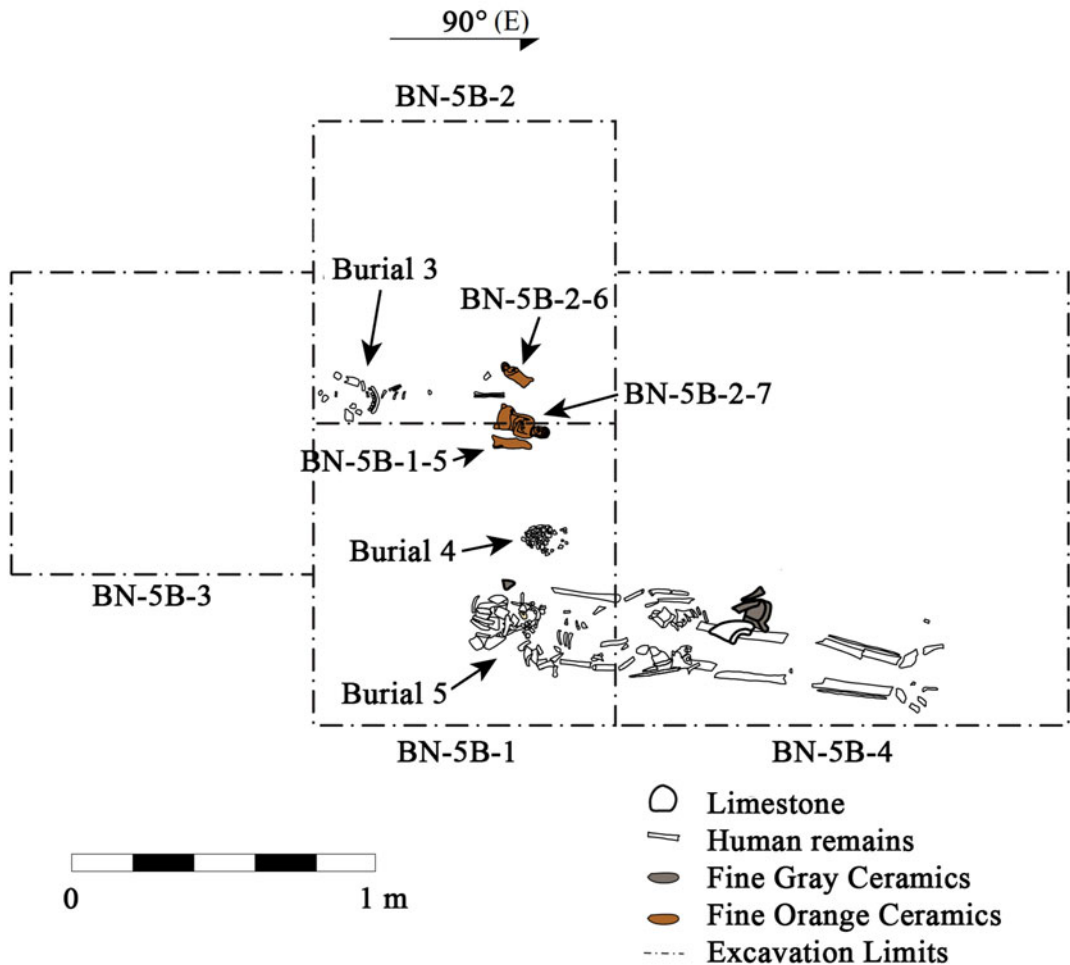 90° (E)
BN-5B-2
Burial 3
BN-5B-2-6
BN-5B-2-7
BN-5B-1-5
Burial 4
BN-5B-3
Burial 5
BN-5B-1
BN-5B-4
Limestone
Human remains
Fine Gray Ceramics
Fine Orange Ceramics
Excavation Limits
0 1 m